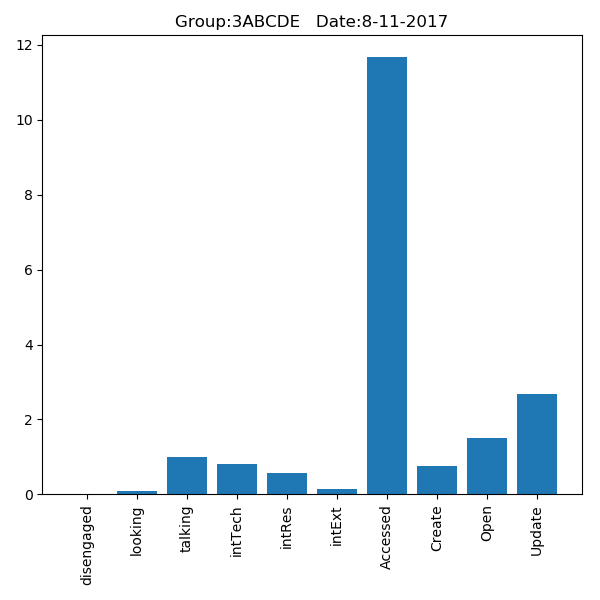 Group:3ABCDE   Date:8-11-2017
12
10
8
6
4
2
0
disengaged
looking
talking
intTech
intRes
intExt
Accessed
Create
Open
Update